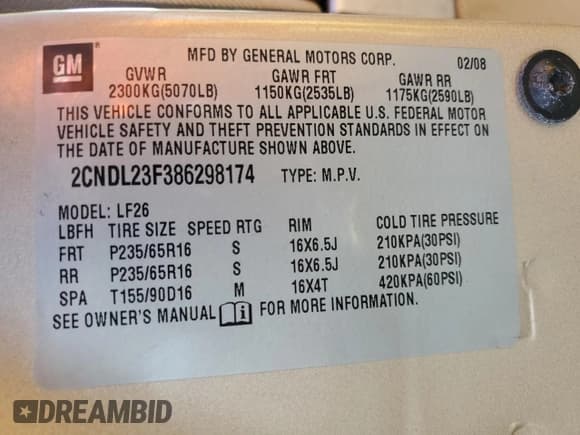 GM ®
MFD BY GENERAL MOTORS CORP. 02/08
GVWR GAWR FRT GAWR RR
2300KG(5070LB) 1150KG(2535LB) 1175KG(2590LB)
THIS VEHICLE CONFORMS TO ALL APPLICABLE U.S. FEDERAL MOTOR
VEHICLE SAFETY AND THEFT PREVENTION STANDARDS IN EFFECT ON
THE DATE OF MANUFACTURE SHOWN ABOVE.
2CNDL23F386298174 TYPE: M.P.V.
MODEL: LF26
LBFH TIRE SIZE SPEED RTG RIM COLD TIRE PRESSURE
FRT P235/65R16 S 16X6.5J 210KPA(30PSI)
RR P235/65R16 S 16X6.5J 210KPA(30PSI)
SPA T155/90D16 M 16X4T 420KPA(60PSI)
SEE OWNER'S MANUAL i FOR MORE INFORMATION.
DREAMBID